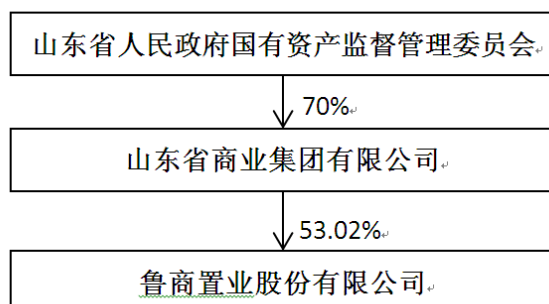 山东省人民政府国有资产监督管理委员会
70%
山东省商业集团有限公司
53.02%
鲁商置业股份有限公司